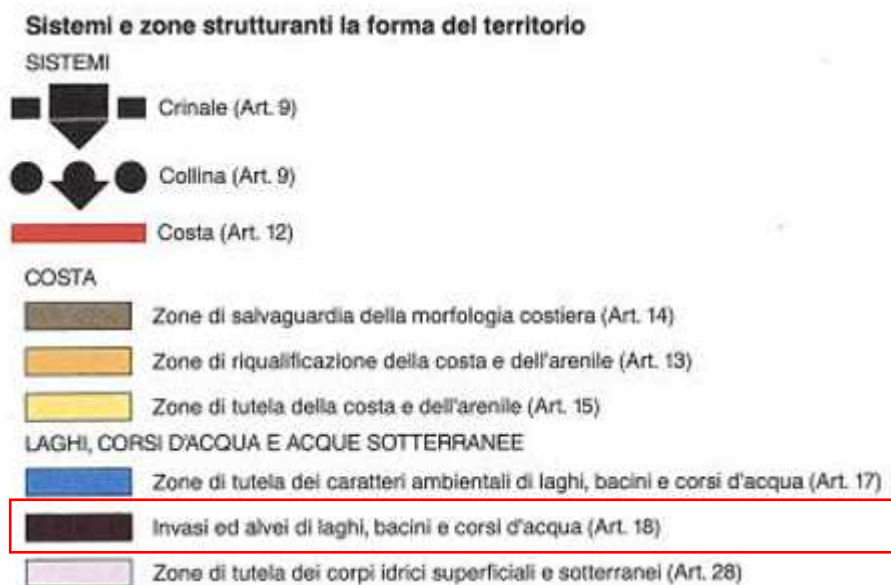 Sistemi e zone strutturanti la forma del territorio
SISTEMI
Crinale (Art. 9)
Collina (Art. 9)
Costa (Art. 12)
COSTA
Zone di salvaguardia della morfologia costiera (Art. 14)
Zone di riqualificazione della costa e dell'arenile (Art. 13)
Zone di tutela della costa e dell'arenile (Art. 15)
LAGHI, CORSI D'ACQUA E ACQUE SOTTERRANEE
Zone di tutela dei caratteri ambientali di laghi, bacini e corsi d'acqua (Art. 17)
Invasi ed alvei di laghi, bacini e corsi d'acqua (Art. 18)
Zone di tutela dei corpi idrici superficiali e sotterranei (Art. 28)